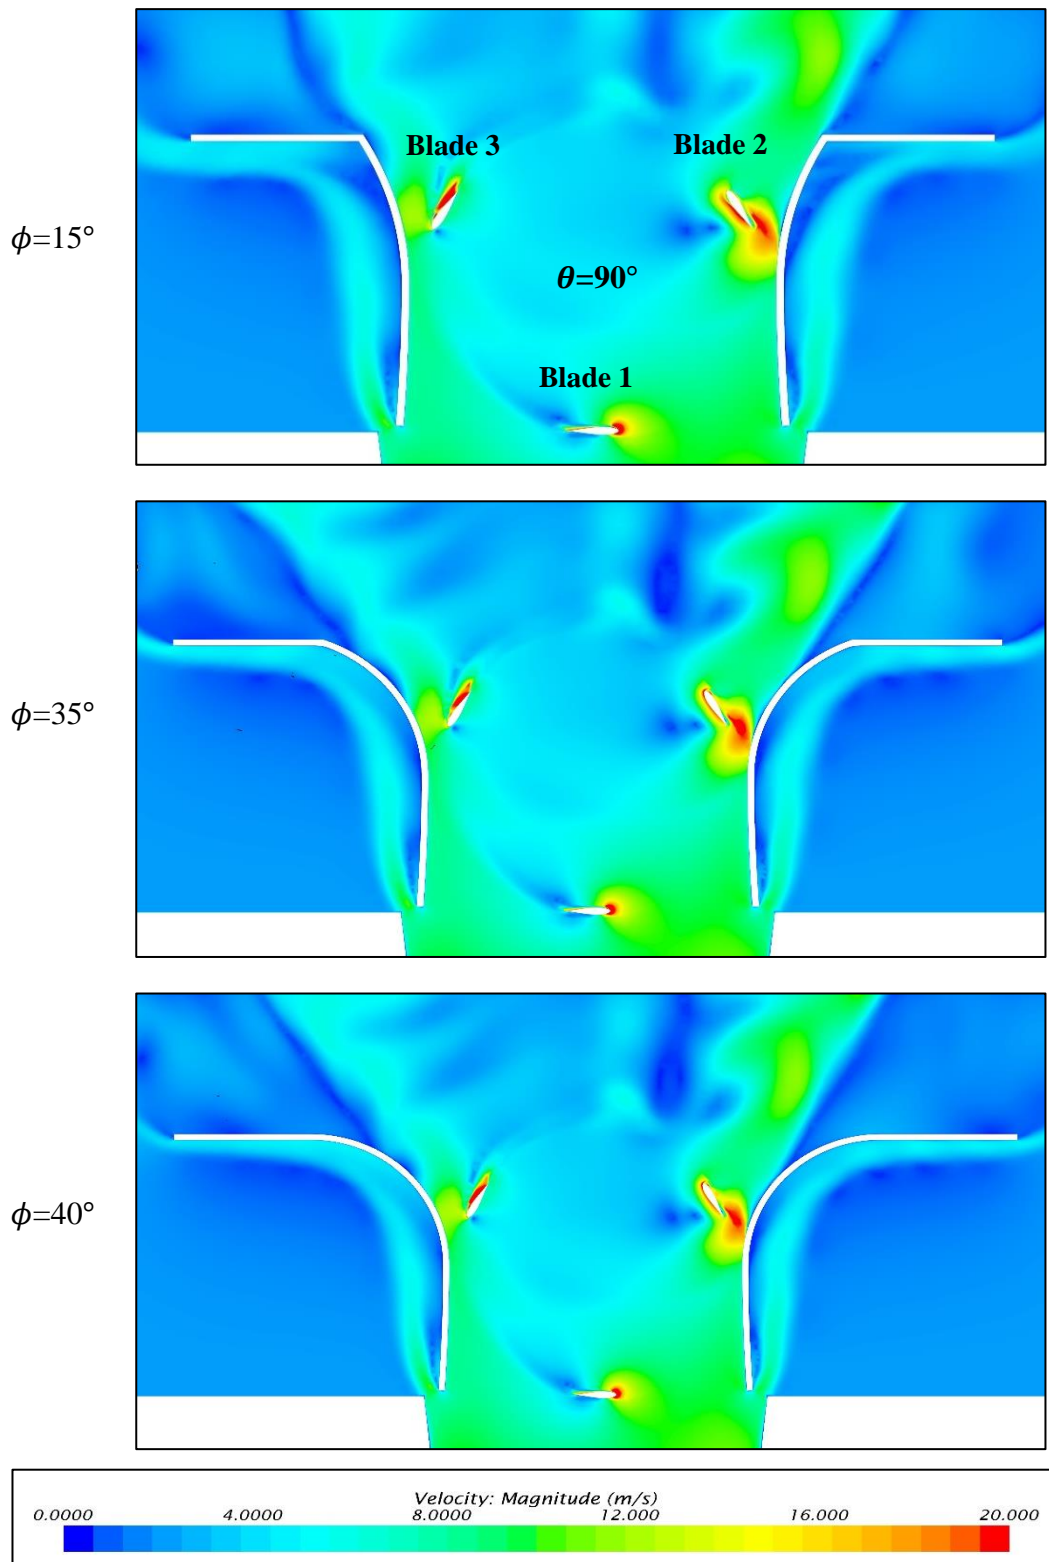 Blade 3
Blade 2
ϕ=15°
θ=90°
Blade 1
ϕ=35°
ϕ=40°
Velocity: Magnitude (m/s)
0.0000 4.0000 8.0000 12.000 16.000 20.000